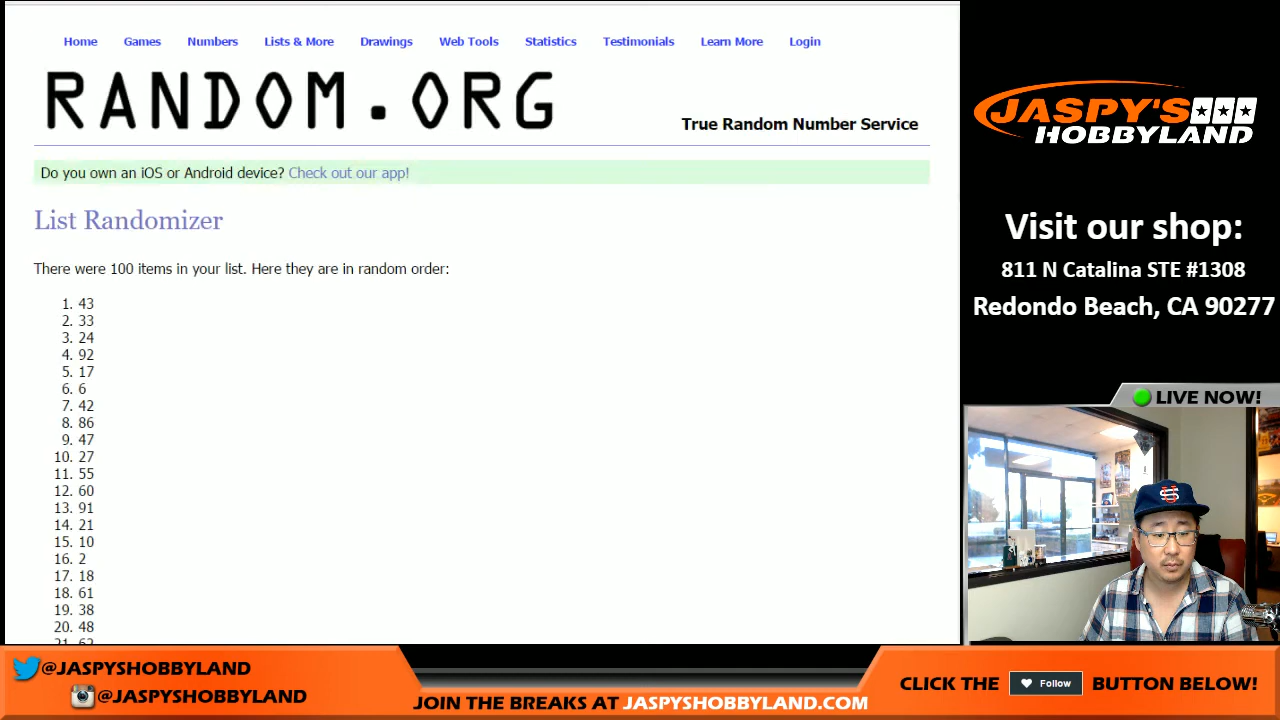 Home Games Numbers Lists & More Drawings Web Tools Statistics Testimonials Learn More Login
RANDOM.ORG
True Random Number Service
Do you own an iOS or Android device? Check out our app!
List Randomizer
There were 100 items in your list. Here they are in random order:
1. 43
2. 33
3. 24
4. 92
5. 17
6. 6
7. 42
8. 86
9. 47
10. 27
11. 55
12. 60
13. 91
14. 21
15. 10
16. 2
17. 18
18. 61
19. 38
20. 48
JASPY'S
HOBBYLAND
Visit our shop:
811 N Catalina STE #1308
Redondo Beach, CA 90277
LIVE NOW!
@JASPYSHOBBYLAND
@JASPYSHOBBYLAND
JOIN THE BREAKS AT JASPYSHOBBYLAND.COM
CLICK THE Follow BUTTON BELOW!